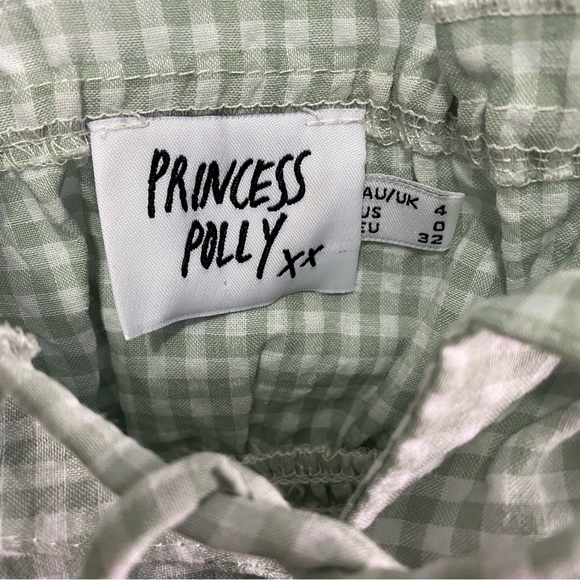 PRINCESS
POLLY xx
AU/UK 4
US 0
EU 32